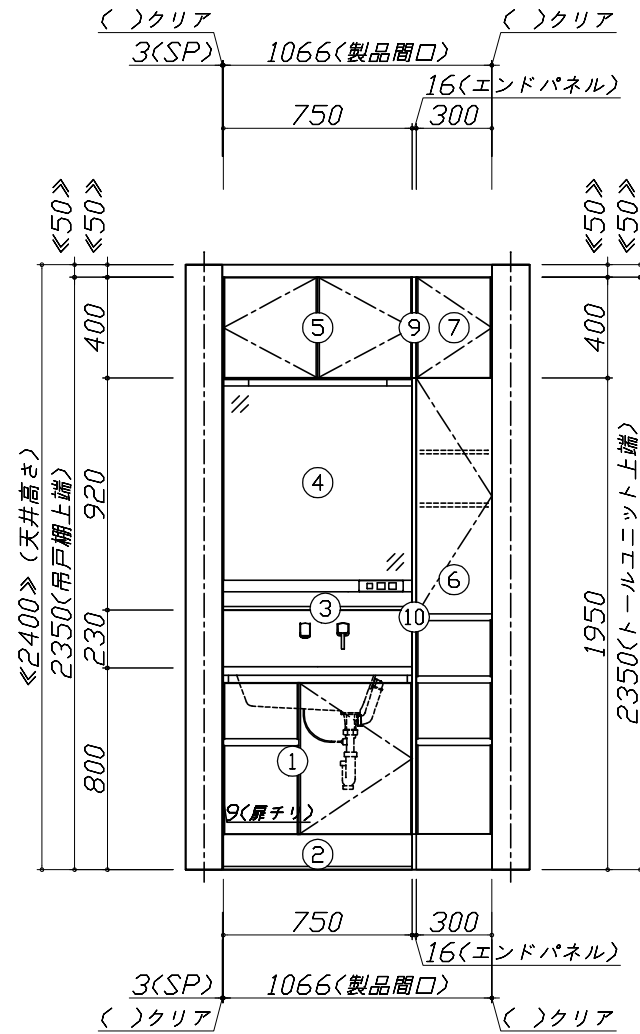 ( )クリア
( )クリア
3(SP)
1066(製品間口)
16(エンドパネル)
750
300
≪50≫
≪50≫
≪50≫
≪50≫
≪2400≫(天井高さ)
2350(吊戸棚上端)
400
920
230
800
400
1950
2350(トールユニット上端)
5
9
7
4
6
3
10
1
9(扉チリ)
2
750
300
16(エンドパネル)
3(SP)
1066(製品間口)
( )クリア
( )クリア